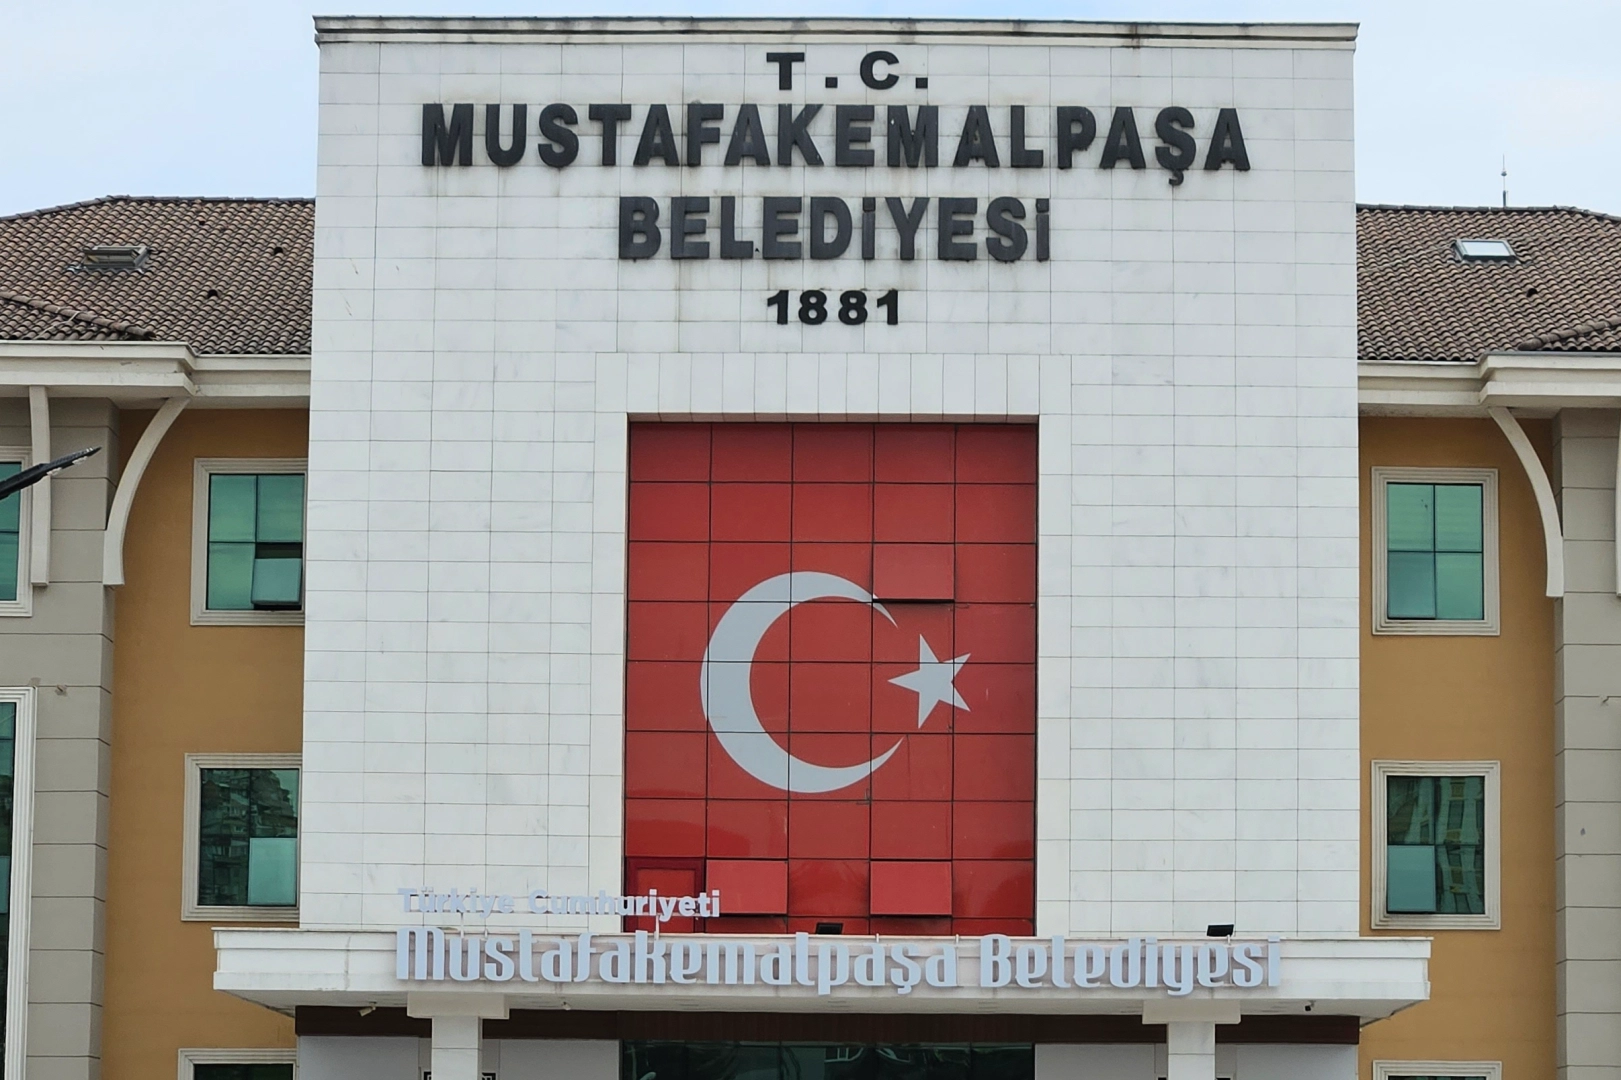 T.C.
MUSTAFAKEMALPAŞA
BELEDİYESİ
1881
Türkiye Cumhuriyeti
Mustafakemalpaşa Belediyesi